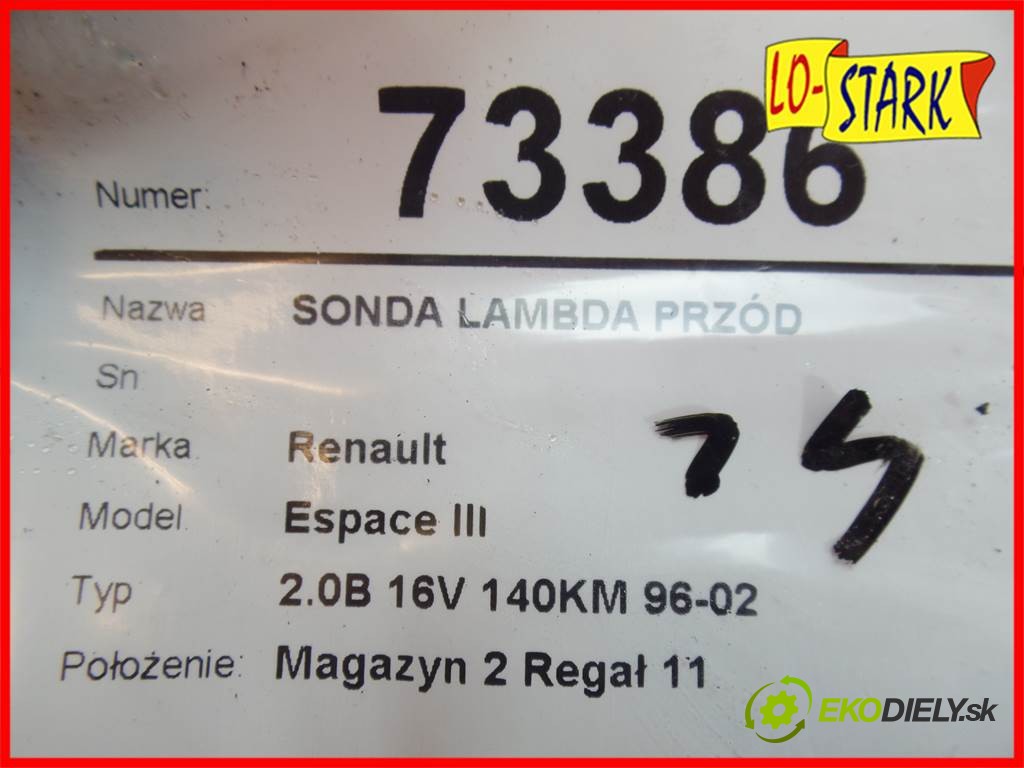 LO-STARK
Numer: 73386
Nazwa SONDA LAMBDA PRZÓD
Sn
Marka Renault
Model Espace III
Typ 2.0B 16V 140KM 96-02
Położenie: Magazyn 2 Regał 11
EKODIELY.sk